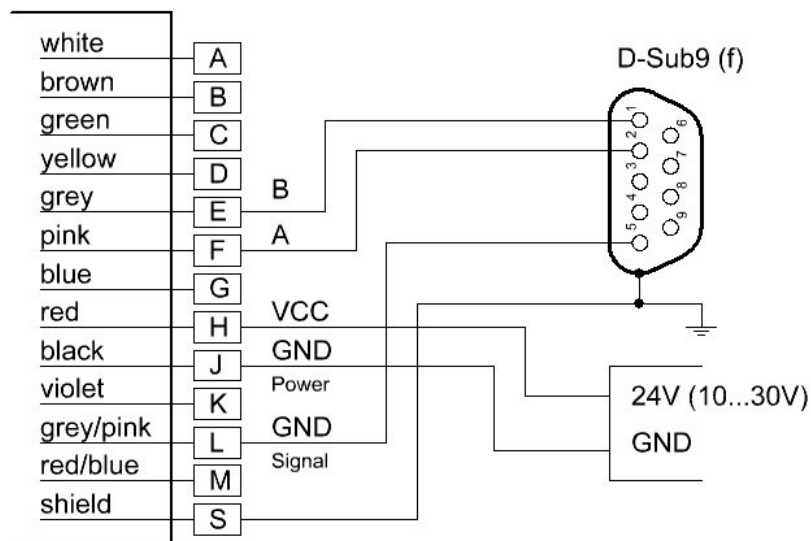 white A
brown B
green C
yellow D
grey E B
pink F A
blue G
red H VCC
black J GND
Power
violet K
grey/pink L GND
Signal
red/blue M
shield S
D-Sub9 (f)
1
2
3
4
5
6
7
8
9
24V (10...30V)
GND